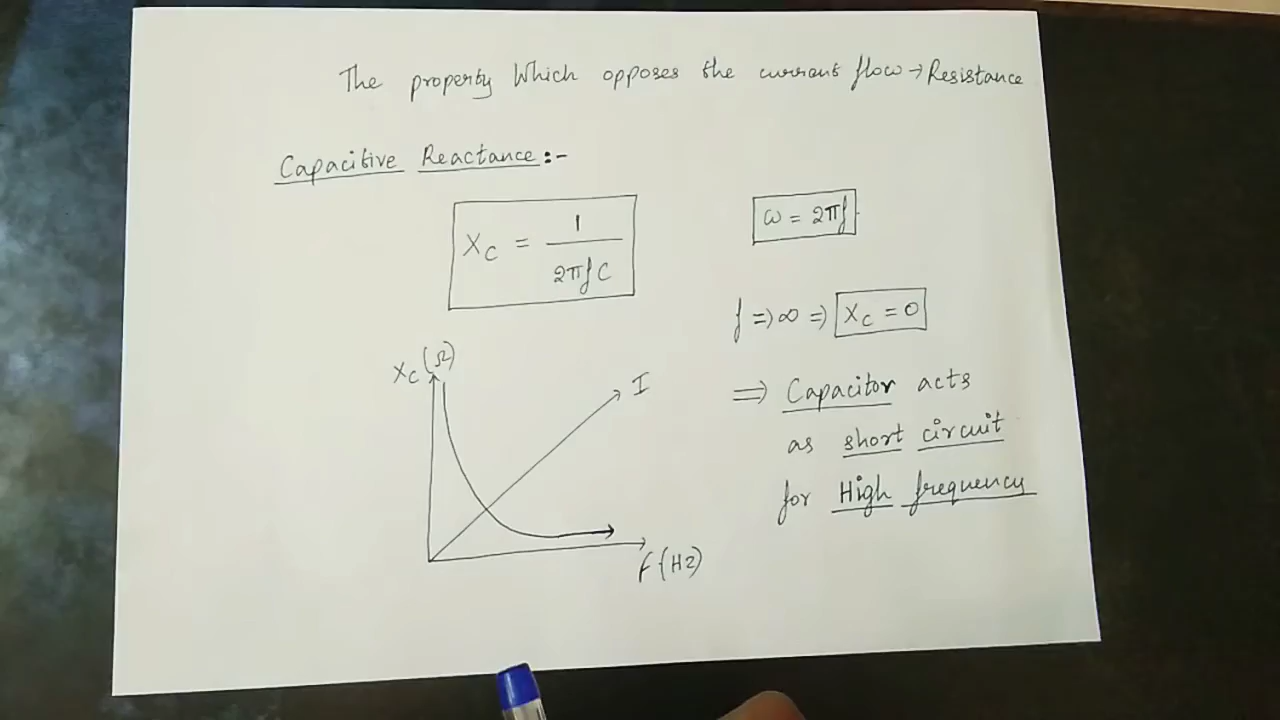 The property Which opposes the current flow → Resistance
Capacitive Reactance :-
X_C = 1 / 2πfC
ω = 2πf
f ⇒ ∞ ⇒ X_C = 0
⇒ Capacitor acts
as short circuit
for High frequency
X_C (Ω)
I
F(HZ)